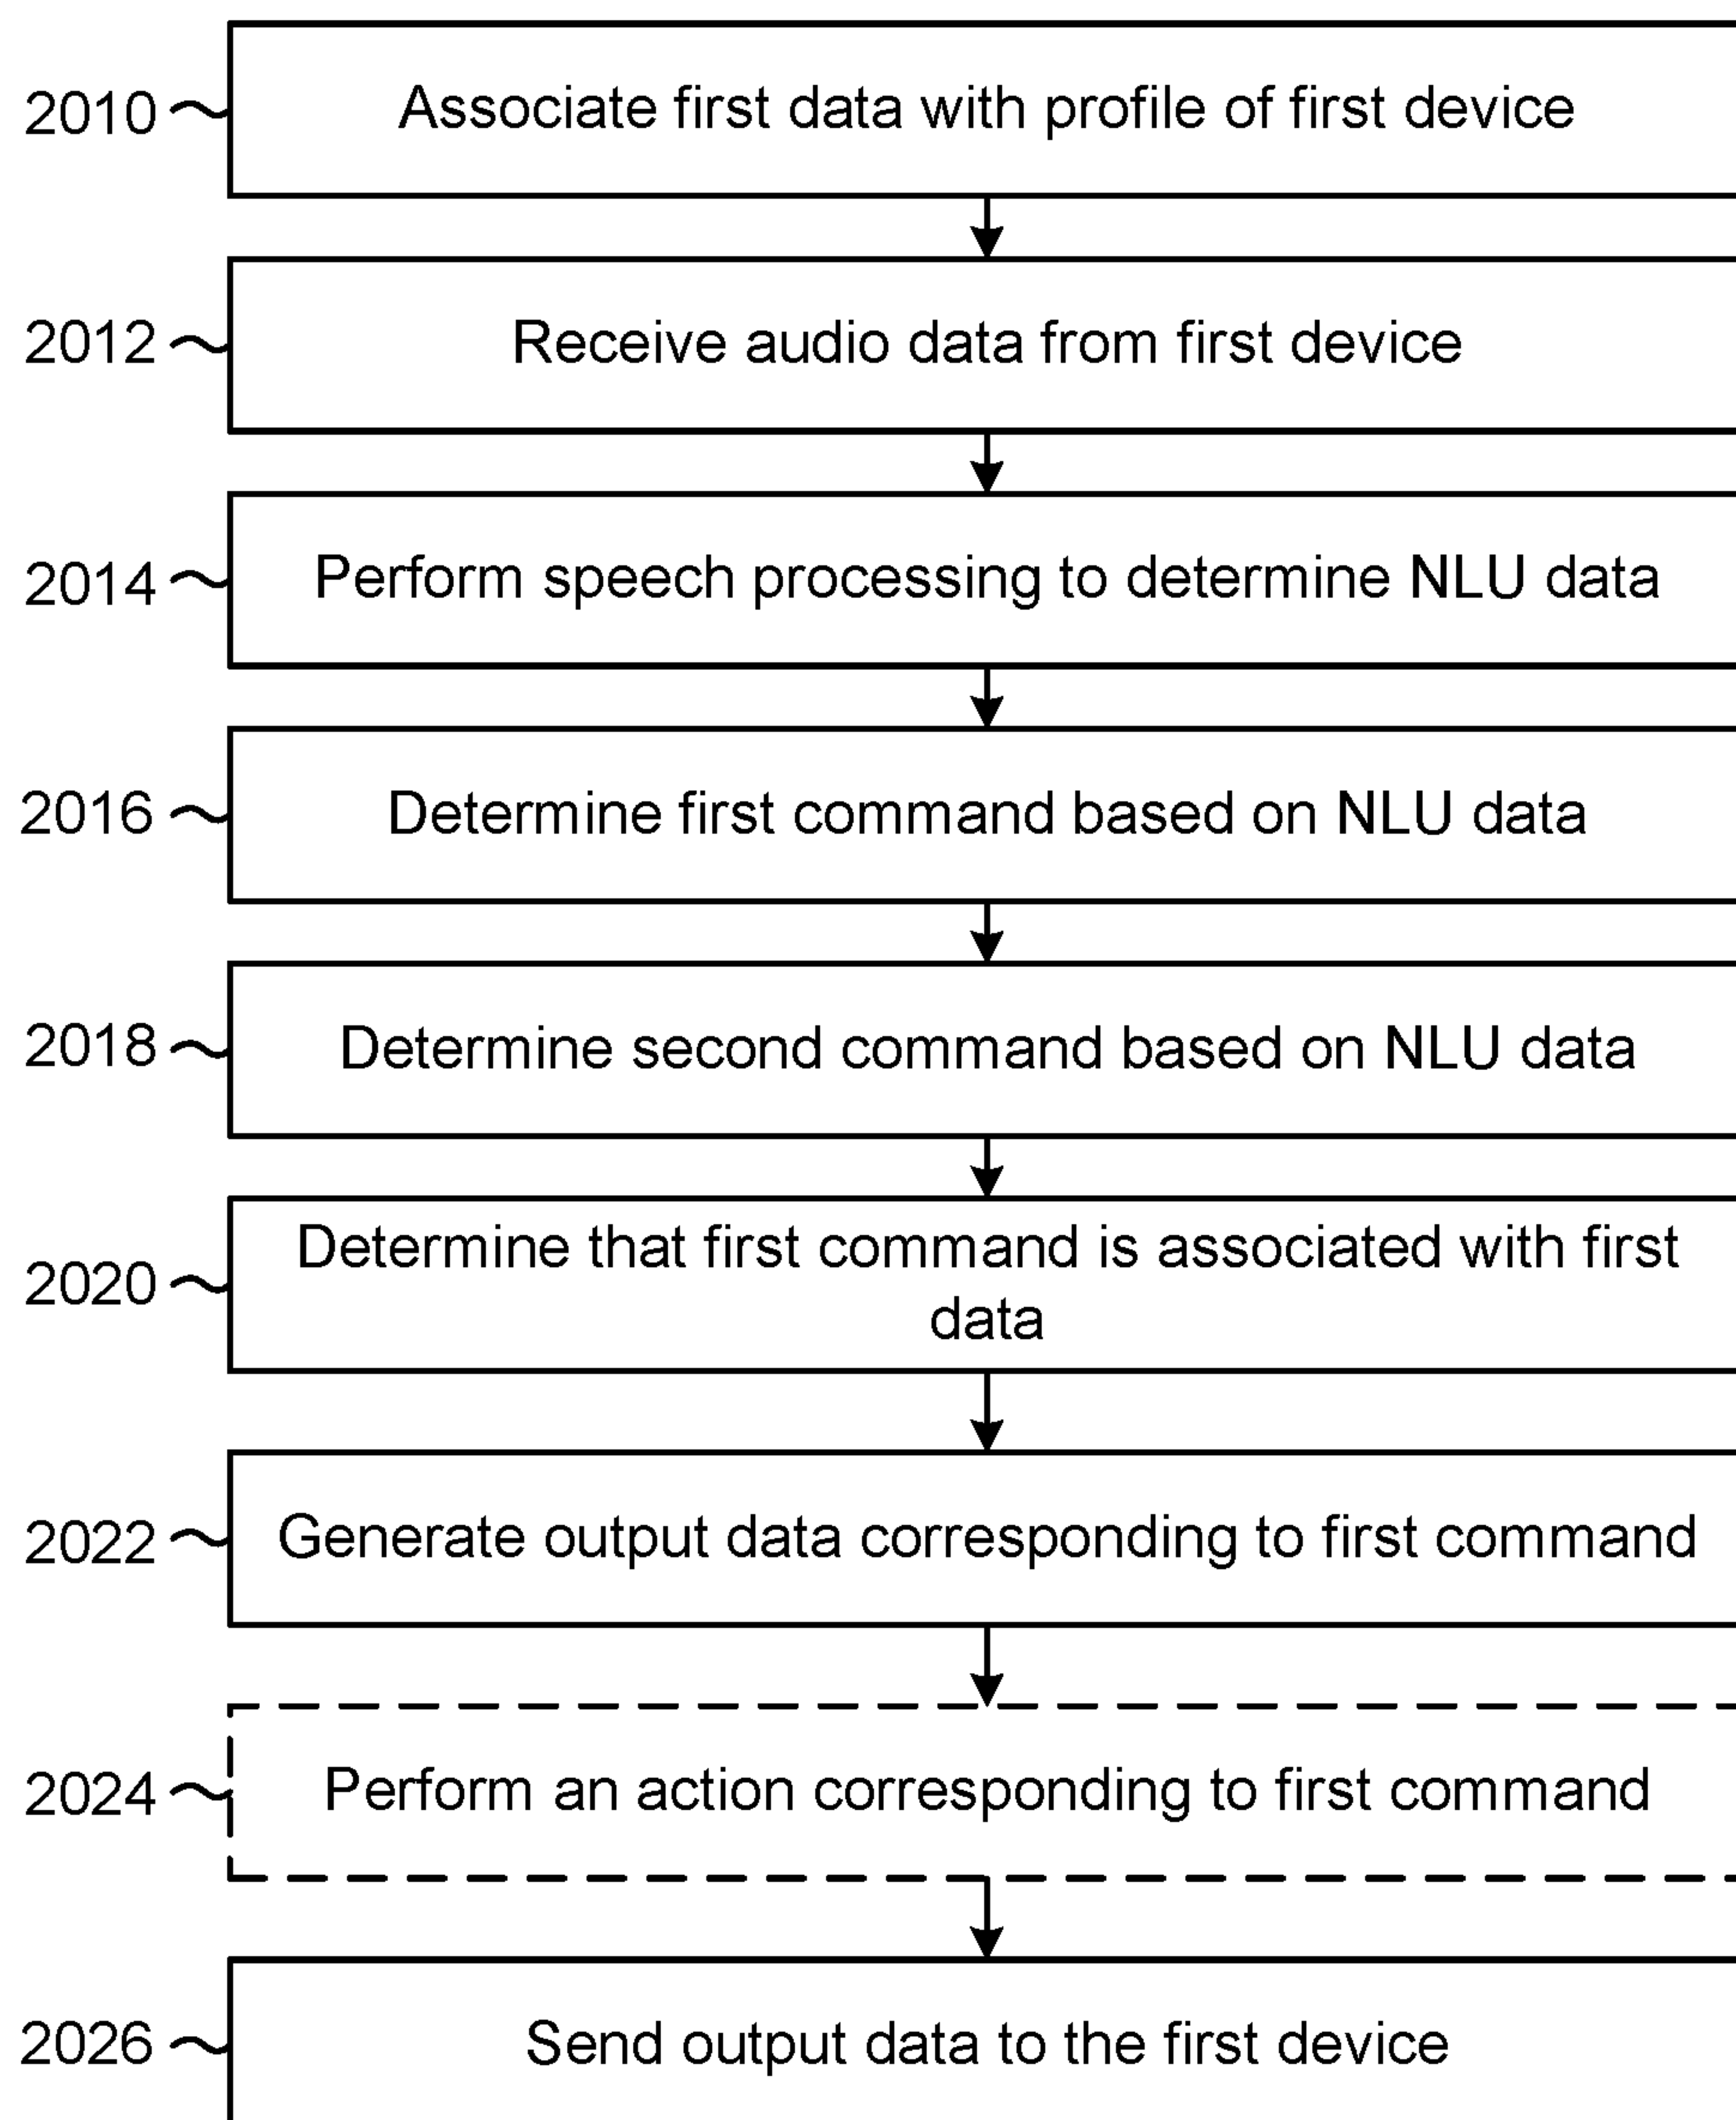 2010 Associate first data with profile of first device
2012 Receive audio data from first device
2014 Perform speech processing to determine NLU data
2016 Determine first command based on NLU data
2018 Determine second command based on NLU data
2020 Determine that first command is associated with first
data
2022 Generate output data corresponding to first command
2024 Perform an action corresponding to first command
2026 Send output data to the first device